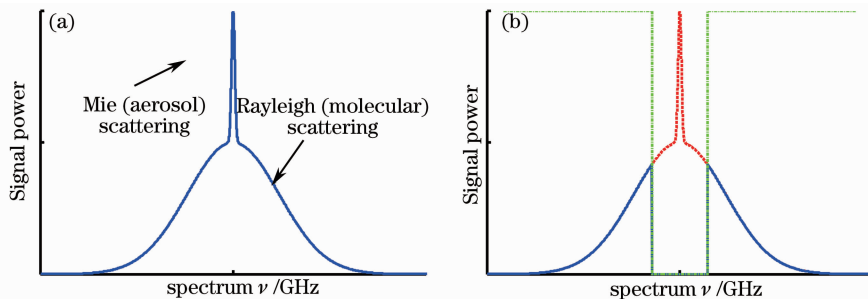 (a)
Mie (aerosol)
scattering
Rayleigh (molecular)
scattering
Signal power
spectrum ν /GHz
(b)
Signal power
spectrum ν /GHz